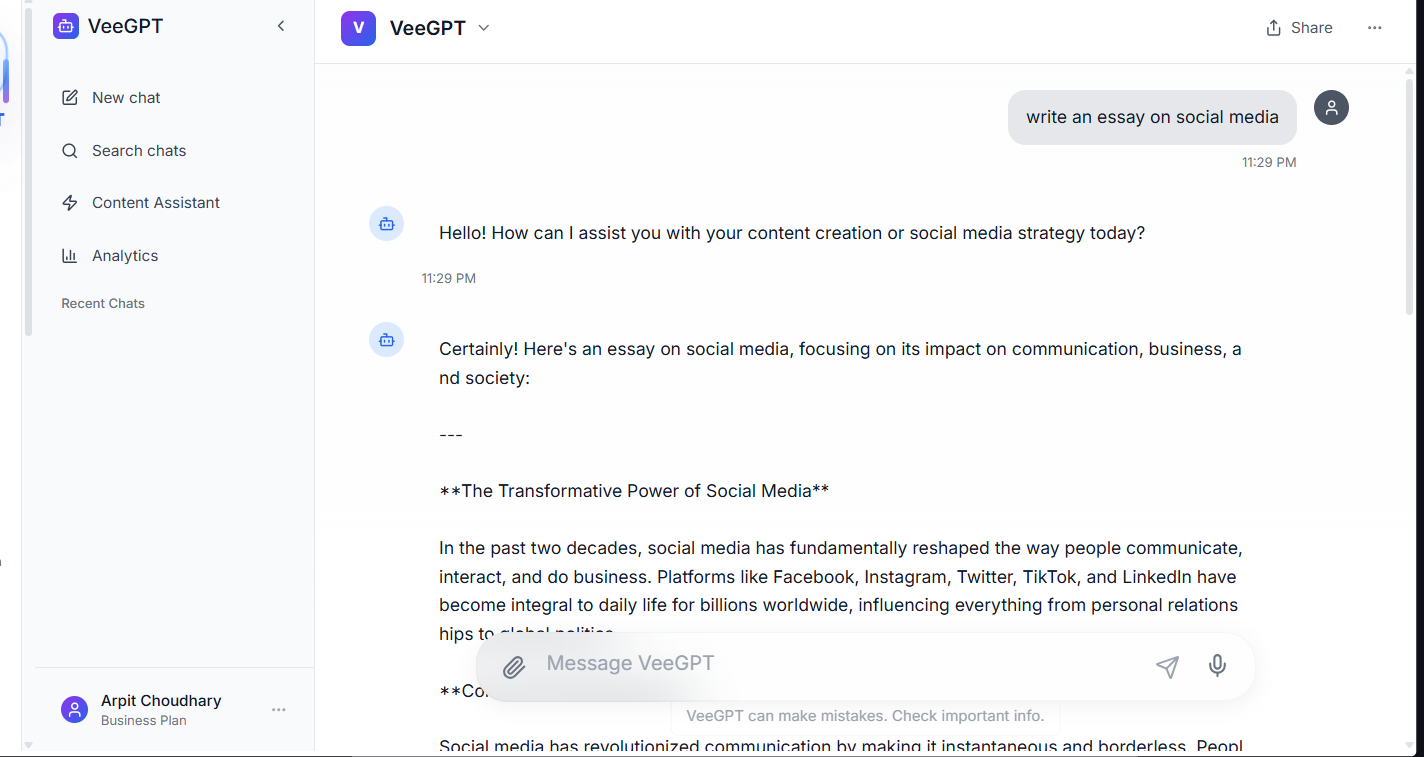 VeeGPT
New chat
Search chats
Content Assistant
Analytics
Recent Chats
Arpit Choudhary
Business Plan
V
VeeGPT
Share
write an essay on social media
11:29 PM
Hello! How can I assist you with your content creation or social media strategy today?
11:29 PM
Certainly! Here's an essay on social media, focusing on its impact on communication, business, a
nd society:
---
**The Transformative Power of Social Media**
In the past two decades, social media has fundamentally reshaped the way people communicate,
interact, and do business. Platforms like Facebook, Instagram, Twitter, TikTok, and LinkedIn have
become integral to daily life for billions worldwide, influencing everything from personal relations
hips to global politics.
Message VeeGPT
VeeGPT can make mistakes. Check important info.
Social media has revolutionized communication by making it instantaneous and borderless. Peopl